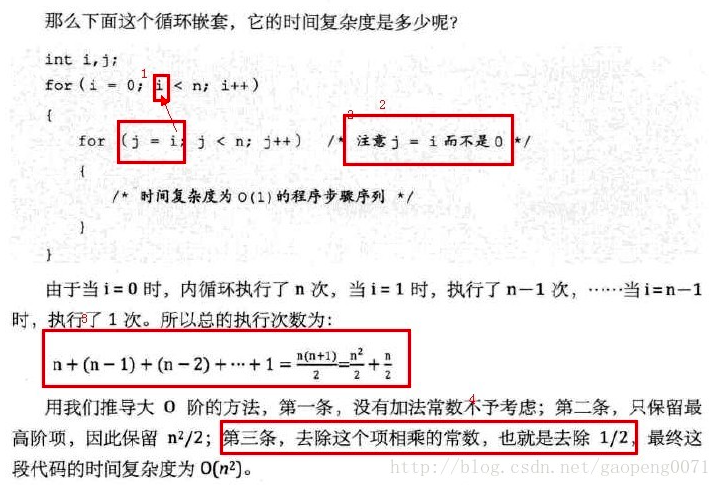 那么下面这个循环嵌套，它的时间复杂度是多少呢？
int i,j;
1
for(i = 0; i < n; i++)
{
3 2
for (j = i; j < n; j++) /* 注意 j = i 而不是 0 */
{
/* 时间复杂度为 O(1)的程序步骤序列 */
}
}
由于当 i = 0 时，内循环执行了 n 次，当 i = 1 时，执行了 n−1 次，……当 i=n−1
时，执行了 1 次。所以总的执行次数为：
n + (n − 1) + (n − 2) + ⋯ + 1 = n(n+1)/2 = n²/2 + n/2
4
用我们推导大 O 阶的方法，第一条，没有加法常数不予考虑；第二条，只保留最
高阶项，因此保留 n²/2；第三条，去除这个项相乘的常数，也就是去除 1/2，最终这
段代码的时间复杂度为 O(n²)。
http://blog.csdn.net/gaopeng0071